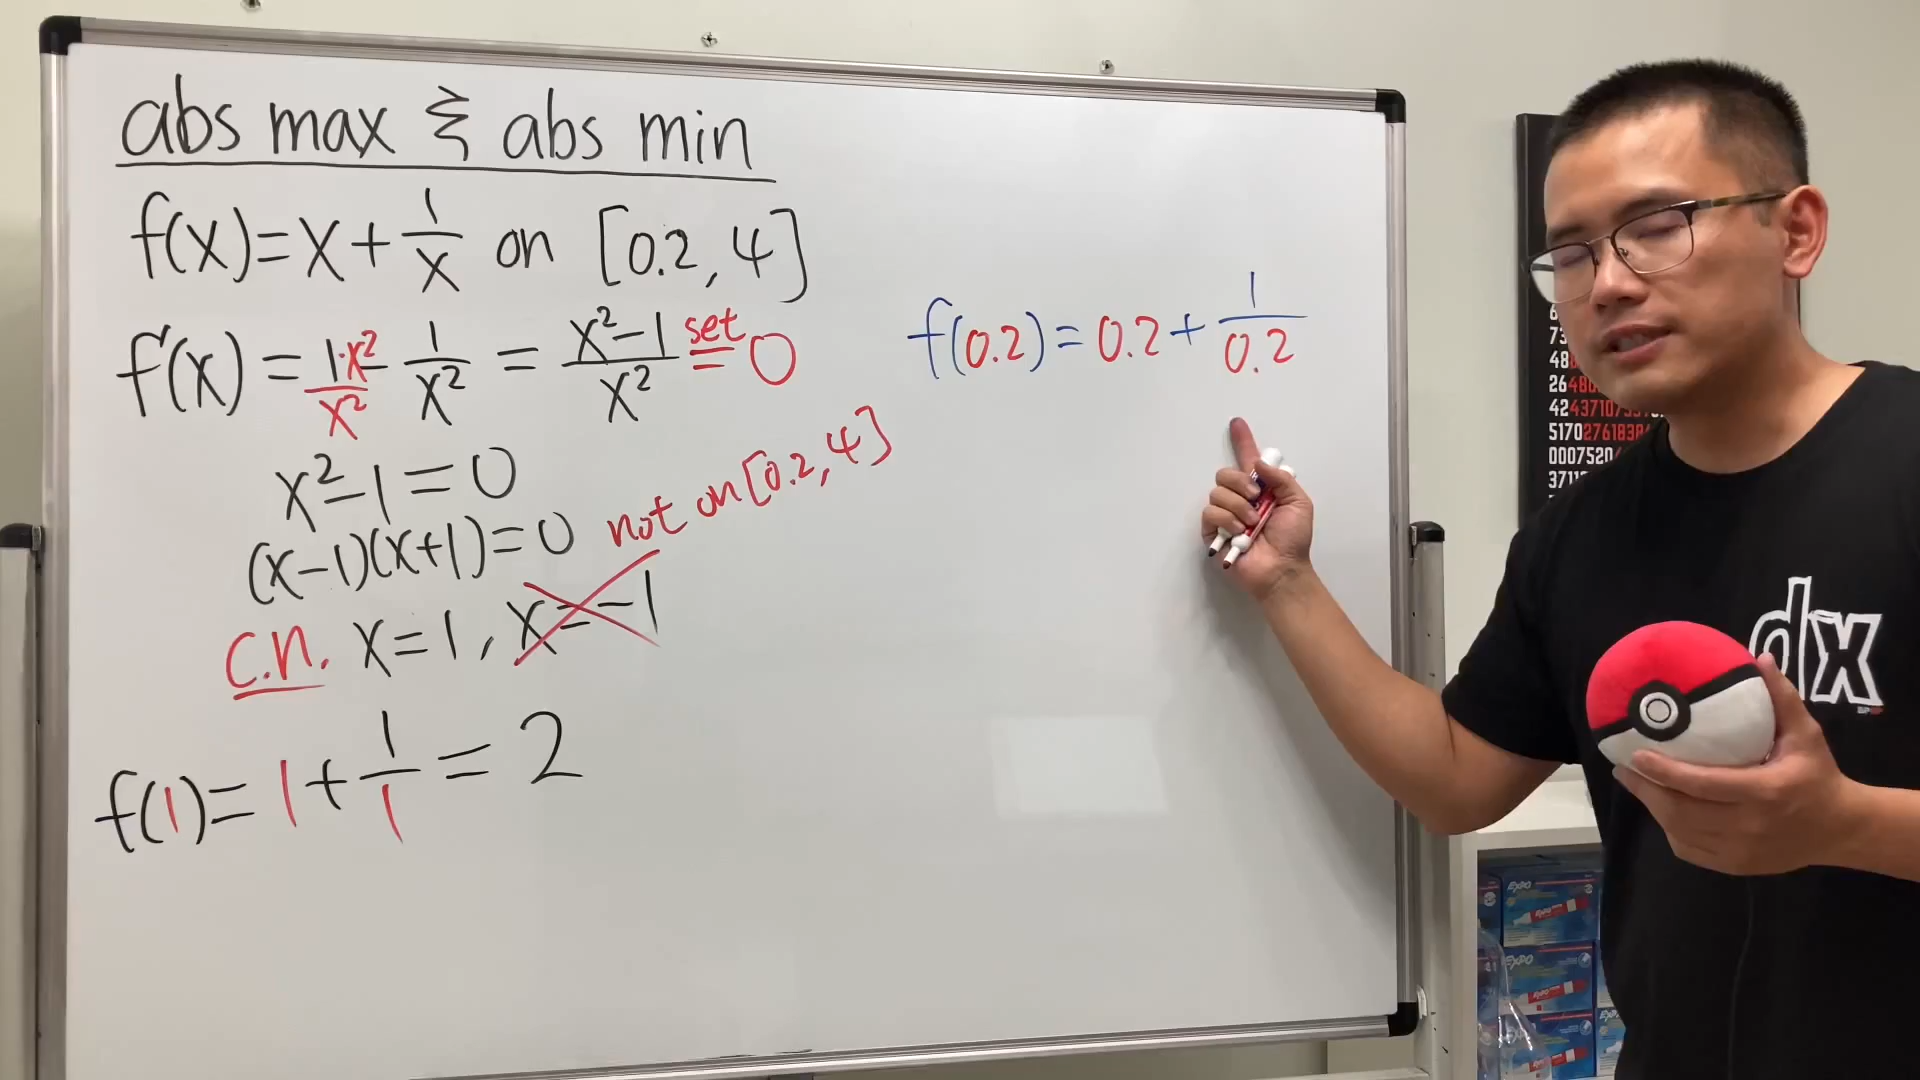 abs max & abs min
f(x)=x+1/x on [0.2,4]
f'(x)=1·x²/x² - 1/x² = x²-1/x² set = 0
x²-1=0
(x-1)(x+1)=0 not on [0.2,4]
C.n. x=1, x=-1
f(1)=1+1/1=2
f(0.2)=0.2+1/0.2
dx
EXPO
EXPO